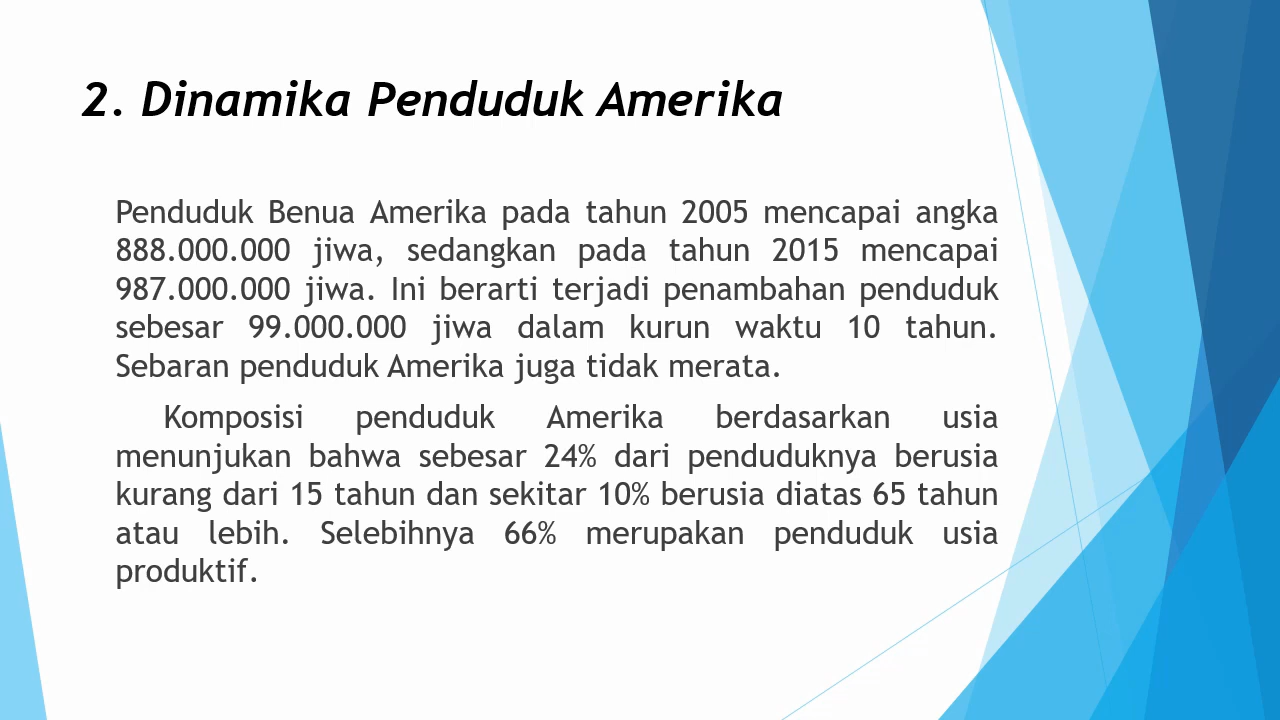 2. Dinamika Penduduk Amerika
Penduduk Benua Amerika pada tahun 2005 mencapai angka
888.000.000 jiwa, sedangkan pada tahun 2015 mencapai
987.000.000 jiwa. Ini berarti terjadi penambahan penduduk
sebesar 99.000.000 jiwa dalam kurun waktu 10 tahun.
Sebaran penduduk Amerika juga tidak merata.
Komposisi penduduk Amerika berdasarkan usia
menunjukan bahwa sebesar 24% dari penduduknya berusia
kurang dari 15 tahun dan sekitar 10% berusia diatas 65 tahun
atau lebih. Selebihnya 66% merupakan penduduk usia
produktif.